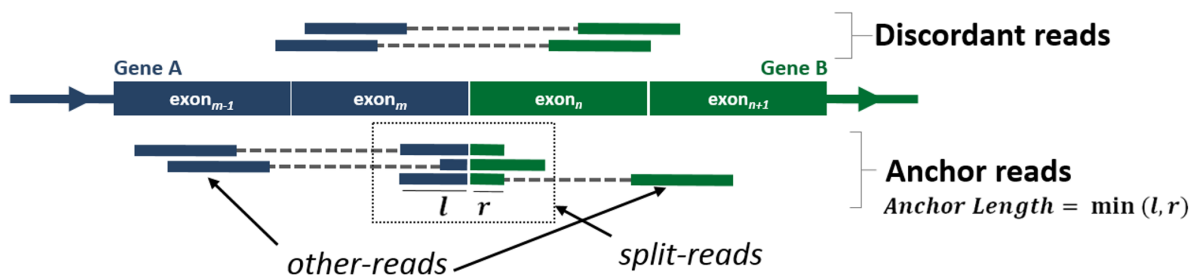 Discordant reads
Gene A
Gene B
exonm-1
exonm
exonn
exonn+1
Anchor reads
Anchor Length = min (l, r)
l
r
other-reads
split-reads